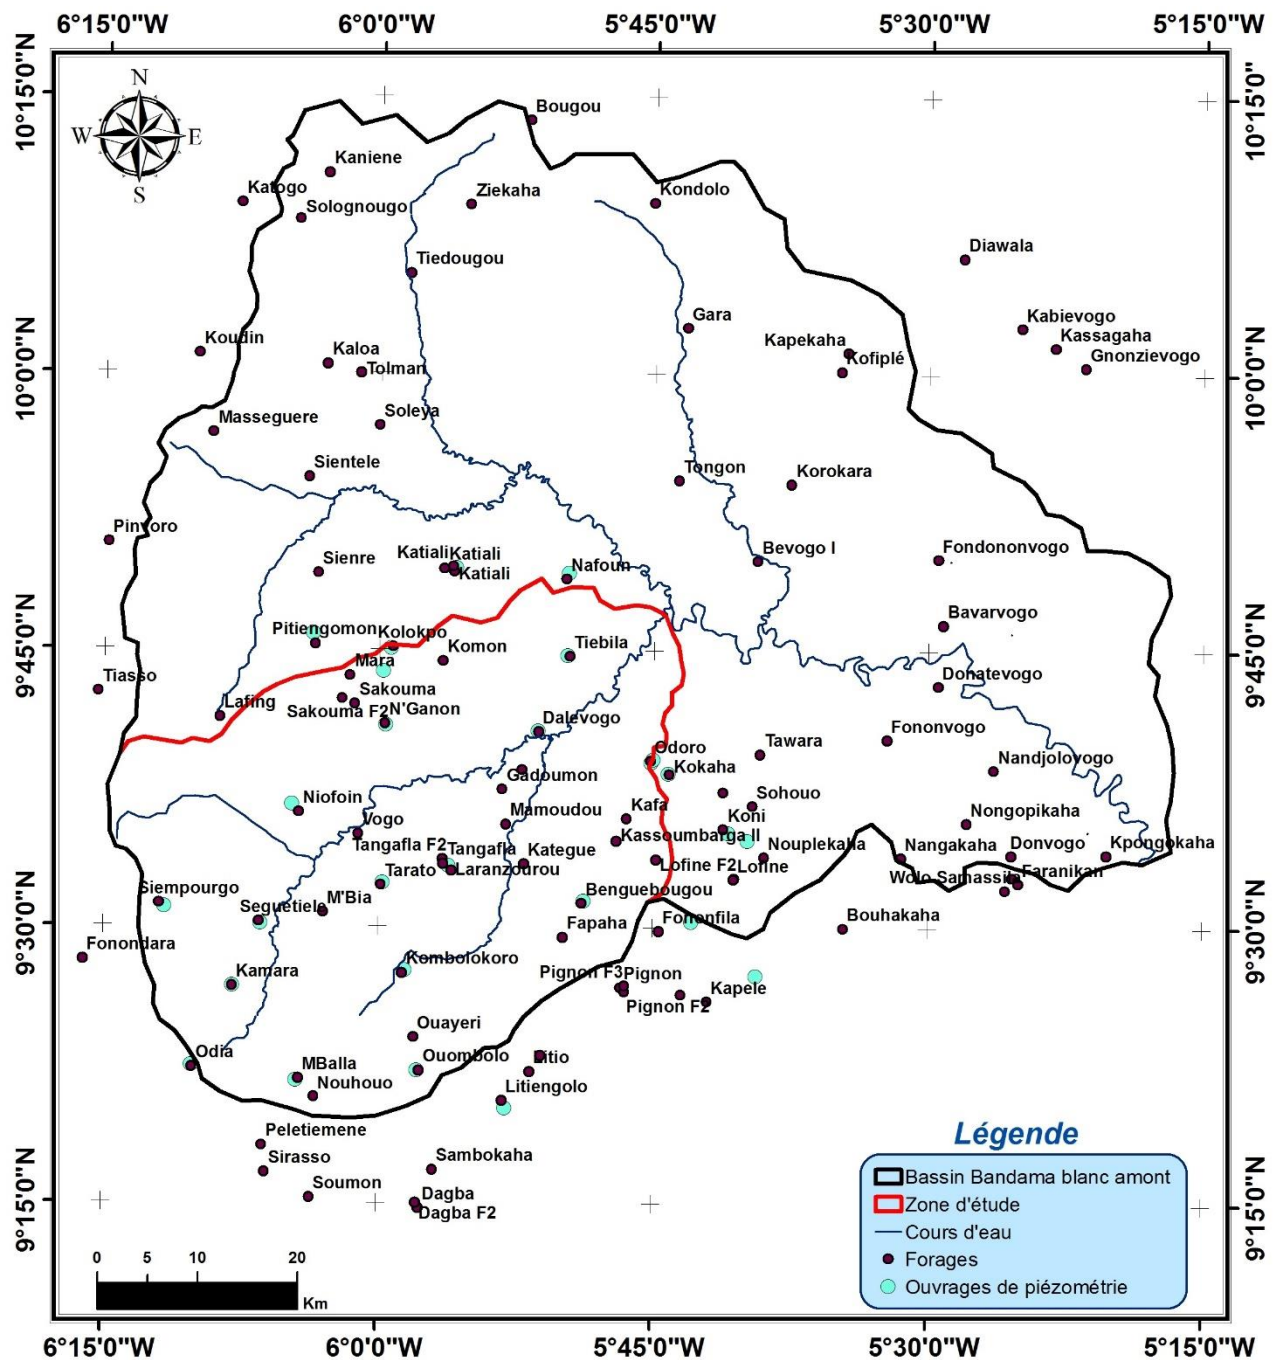 6°15'0"W 6°0'0"W 5°45'0"W 5°30'0"W 5°15'0"W
10°15'0"N
10°15'0"
N
W E
S
Bougou
Kaniene
Katogo
Solognougo
Ziekaha
Kondolo
Diawala
Tiedougou
Gara
Kabievogo
Kassagaha
Gnonzievogo
Kapekaha
Kofiplé
Koudin
Kaloa
Tolman
10°0'0"N
10°0'0"N
Masseguere
Soleya
Sientele
Tongon
Korokara
Pinvoro
Sienre
Katiali
Katiali
Katiali
Nafoun
Bevogo I
Fondononvogo
Bavarvogo
Pitiengomon
Kolokpo
Komon
Tiebila
9°45'0"N
9°45'0"N
Tiasso
Mara
Sakouma
Sakouma F2
N'Ganon
Lafing
Donatevogo
Dalevogo
Fononvogo
Odoro
Kokaha
Tawara
Nandjolovogo
Gadoumon
Niofoin
Mamoudou
Kafa
Sohouo
Koni
Nongopikaha
Vogo
Kassoumbarga II
Tangafla F2
Tangafla
Laranzourou
Kategue
Lofine F2
Lofine
Nouplekaha
Nangakaha
Donvogo
Kpongokaha
Tarato
Wolo Samassila
Faranikan
Siempourgo
M'Bia
Seguetiele
Benguebougou
Fapaha
Fononfila
Bouhakaha
9°30'0"N
9°30'0"N
Fonondara
Kamara
Kombolokoro
Pignon F3
Pignon
Pignon F2
Kapele
Ouayeri
Odia
MBalla
Nouhouo
Ouombolo
Litio
Litiengolo
Peletiemene
Sirasso
Soumon
Sambokaha
Dagba
Dagba F2
9°15'0"N
9°15'0"N
Légende
Bassin Bandama blanc amont
Zone d'étude
Cours d'eau
Forages
Ouvrages de piézométrie
0 5 10 20
Km
6°15'0"W 6°0'0"W 5°45'0"W 5°30'0"W 5°15'0"W